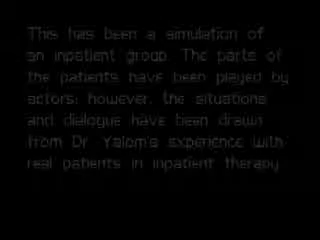 This has been a simulation of
an inpatient group. The parts of
the patients have been played by
actors; however, the situations
and dialogue have been drawn
from Dr. Yalom's experience with
real patients in inpatient therapy.